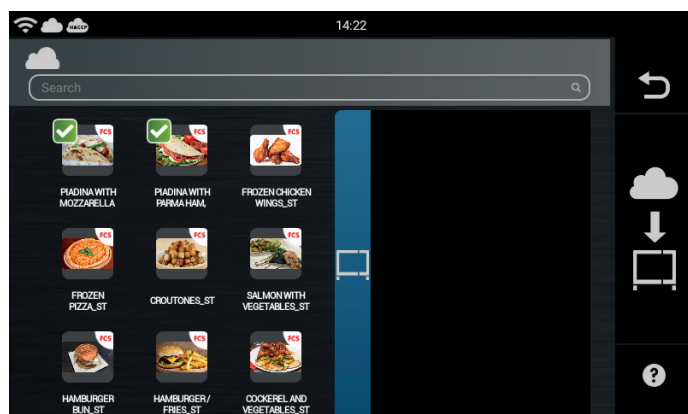 HACCP
14:22
Search
FCS
FCS
FCS
PIADINA WITH
MOZZARELLA
PIADINA WITH
PARMA HAM,
FROZEN CHICKEN
WINGS_ST
FCS
FCS
FCS
FROZEN
PIZZA_ST
CROUTONES_ST
SALMON WITH
VEGETABLES_ST
FCS
FCS
FCS
HAMBURGER
BUN_ST
HAMBURGER /
FRIES_ST
COCKEREL AND
VEGETABLES_ST
?